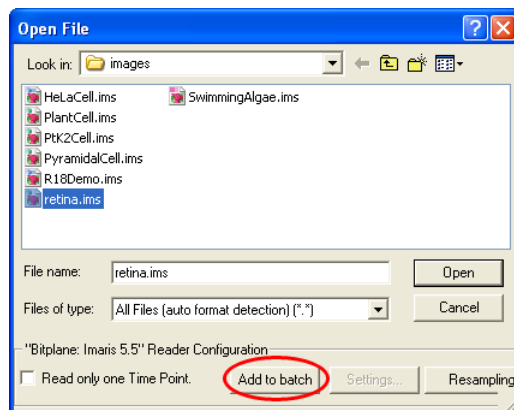 Open File
Look in: images
HeLaCell.ims SwimmingAlgae.ims
PlantCell.ims
PtK2Cell.ims
PyramidalCell.ims
R18Demo.ims
retina.ims
File name: retina.ims Open
Files of type: All Files (auto format detection) (*.*) Cancel
"Bitplane: Imaris 5.5" Reader Configuration
Read only one Time Point. Add to batch Settings... Resampling